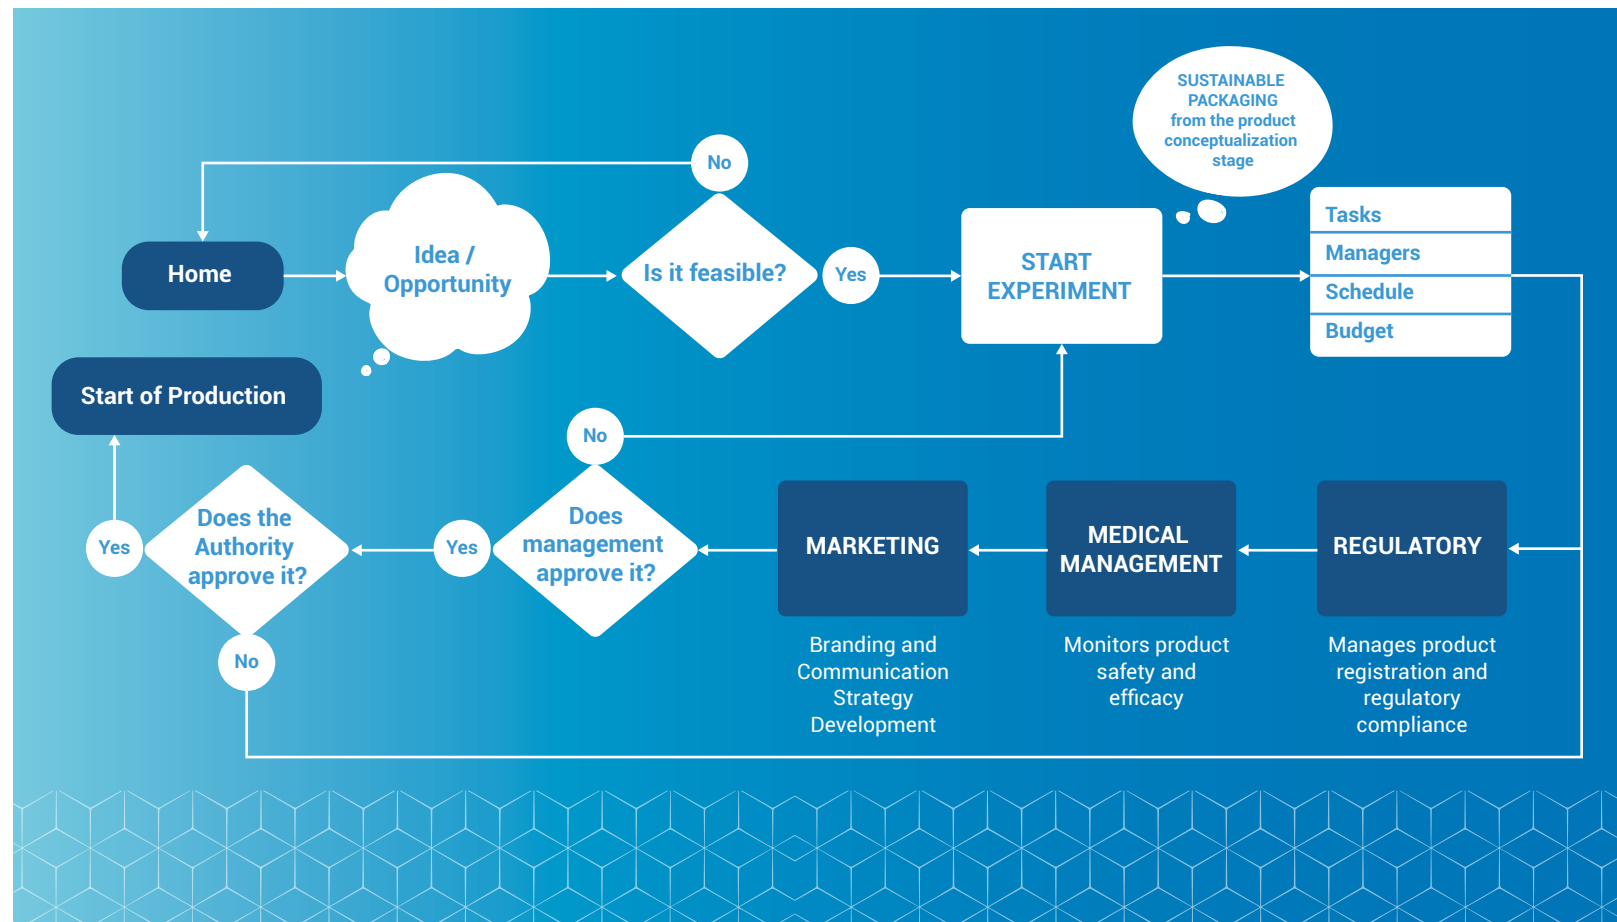 SUSTAINABLE
PACKAGING
from the product
conceptualization
stage
No
Home
Idea /
Opportunity
Is it feasible?
Yes
START
EXPERIMENT
Tasks
Managers
Schedule
Budget
Start of Production
No
Yes
Does the
Authority
approve it?
Yes
Does
management
approve it?
MARKETING
MEDICAL
MANAGEMENT
REGULATORY
No
Branding and
Communication
Strategy
Development
Monitors product
safety and
efficacy
Manages product
registration and
regulatory
compliance